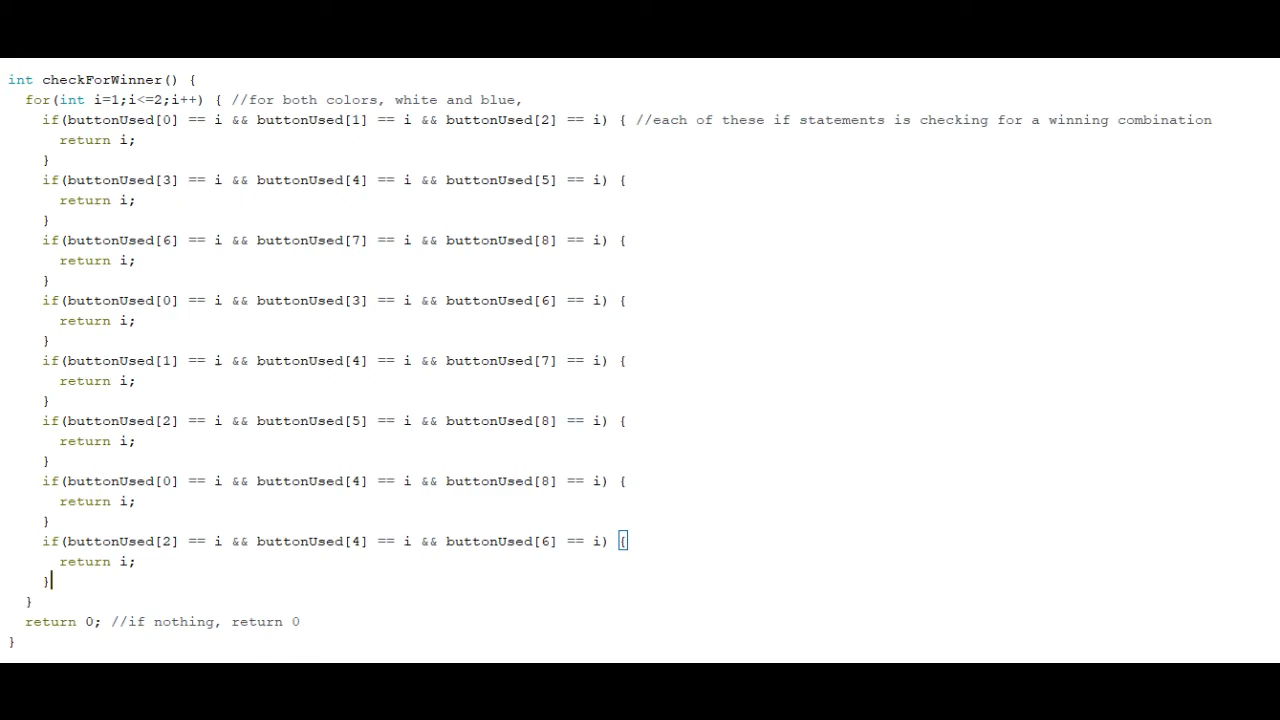 int checkForWinner() {
for(int i=1;i<=2;i++) { //for both colors, white and blue,
if(buttonUsed[0] == i && buttonUsed[1] == i && buttonUsed[2] == i) { //each of these if statements is checking for a winning combination
return i;
}
if(buttonUsed[3] == i && buttonUsed[4] == i && buttonUsed[5] == i) {
return i;
}
if(buttonUsed[6] == i && buttonUsed[7] == i && buttonUsed[8] == i) {
return i;
}
if(buttonUsed[0] == i && buttonUsed[3] == i && buttonUsed[6] == i) {
return i;
}
if(buttonUsed[1] == i && buttonUsed[4] == i && buttonUsed[7] == i) {
return i;
}
if(buttonUsed[2] == i && buttonUsed[5] == i && buttonUsed[8] == i) {
return i;
}
if(buttonUsed[0] == i && buttonUsed[4] == i && buttonUsed[8] == i) {
return i;
}
if(buttonUsed[2] == i && buttonUsed[4] == i && buttonUsed[6] == i) {
return i;
}
}
return 0; //if nothing, return 0
}